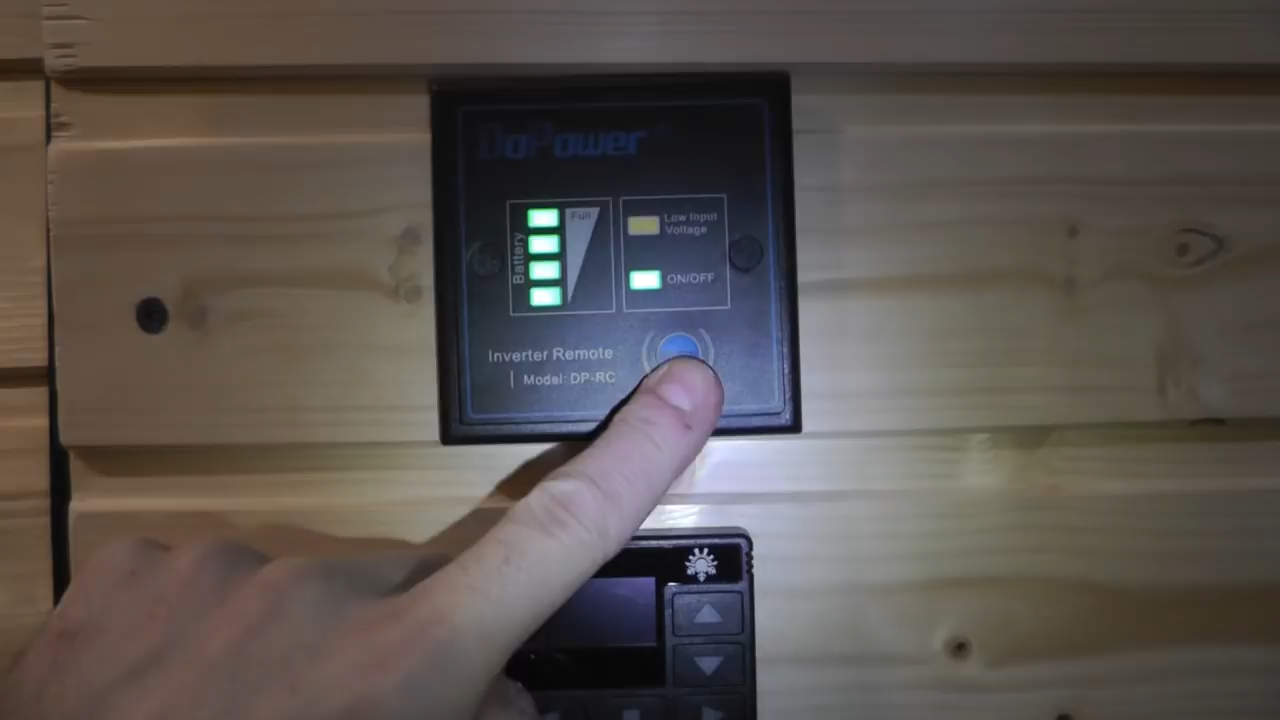 DoPower
Full
Battery
Low Input
Voltage
ON/OFF
Inverter Remote
Model: DP-RC